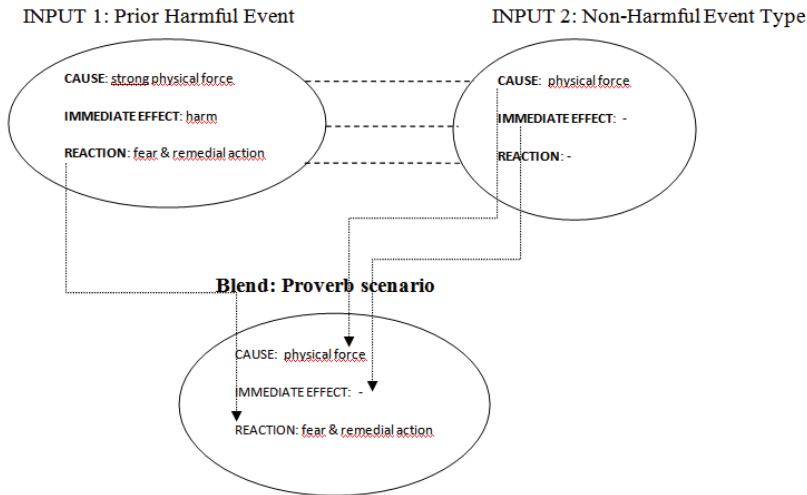 INPUT 1: Prior Harmful Event
CAUSE: strong physical force
IMMEDIATE EFFECT: harm
REACTION: fear & remedial action
INPUT 2: Non-Harmful Event Type
CAUSE: physical force
IMMEDIATE EFFECT: -
REACTION: -
Blend: Proverb scenario
CAUSE: physical force
IMMEDIATE EFFECT: -
REACTION: fear & remedial action